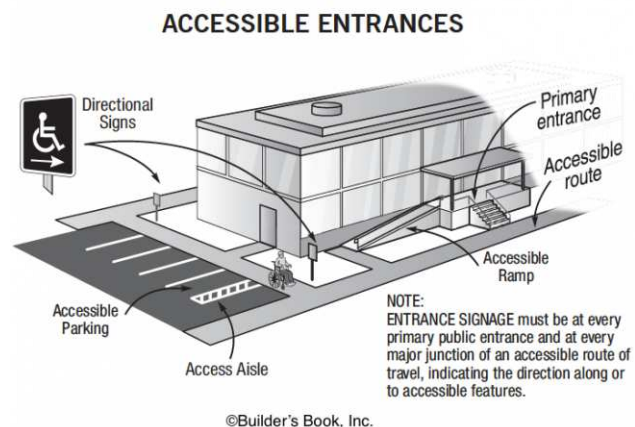 ACCESSIBLE ENTRANCES
Directional
Signs
Primary
entrance
Accessible
route
Accessible
Ramp
Accessible
Parking
Access Aisle
NOTE:
ENTRANCE SIGNAGE must be at every
primary public entrance and at every
major junction of an accessible route of
travel, indicating the direction along or
to accessible features.
©Builder's Book, Inc.